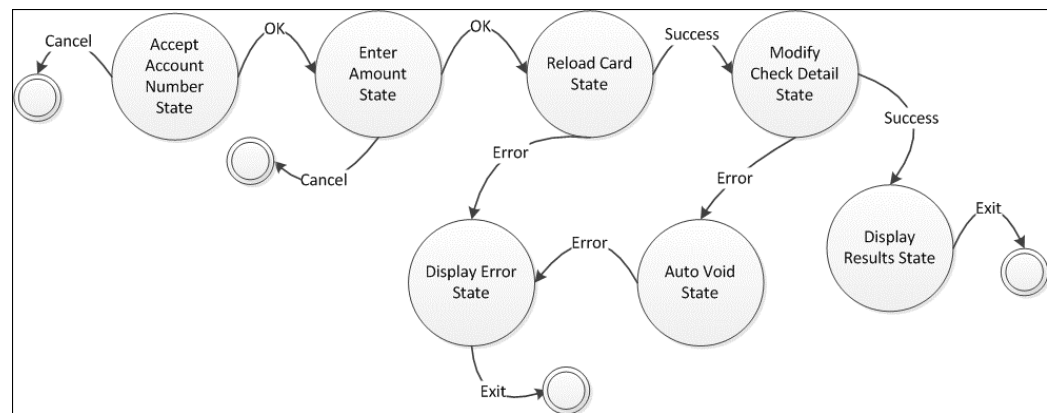 Cancel
Accept
Account
Number
State
OK
Enter
Amount
State
OK
Reload Card
State
Success
Modify
Check Detail
State
Cancel
Error
Error
Success
Display Error
State
Error
Auto Void
State
Display
Results State
Exit
Exit